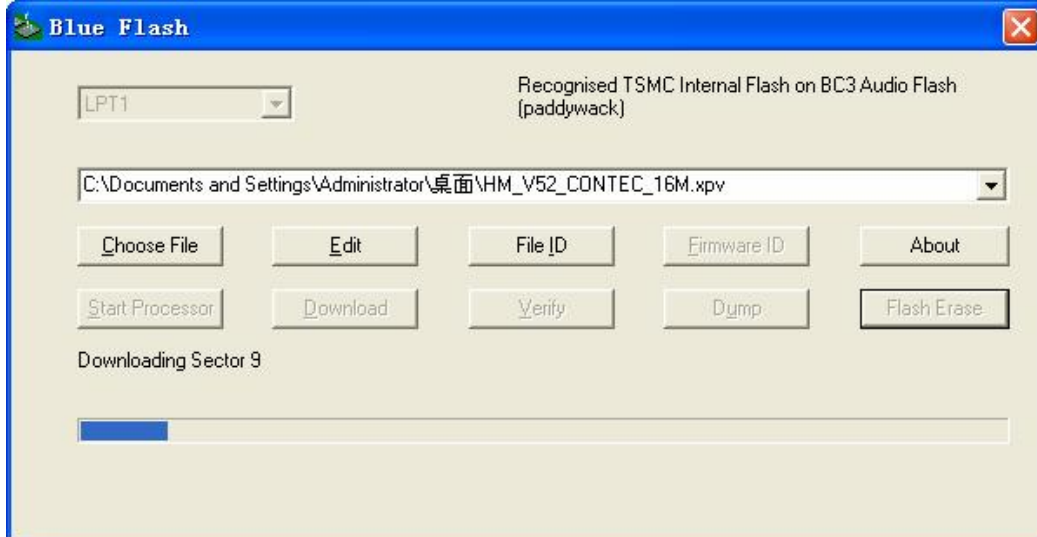 Blue Flash
LPT1
Recognised TSMC Internal Flash on BC3 Audio Flash
(paddywack)
C:\Documents and Settings\Administrator\桌面\HM_V52_CONTEC_16M.xpv
Choose File
Edit
File ID
Firmware ID
About
Start Processor
Download
Verify
Dump
Flash Erase
Downloading Sector 9